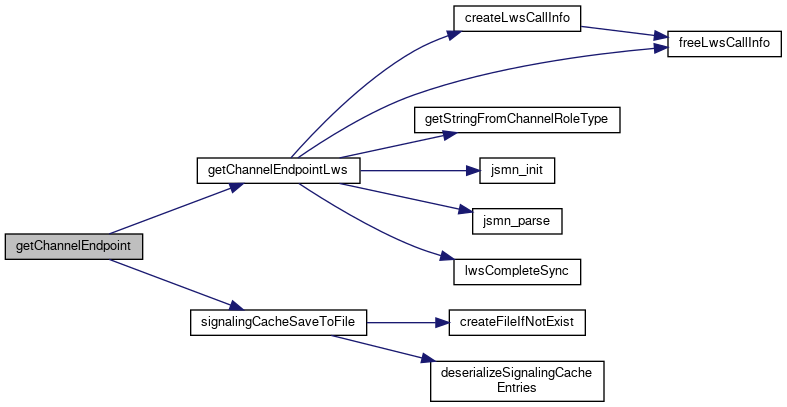 createLwsCallInfo
freeLwsCallInfo
getStringFromChannelRoleType
getChannelEndpointLws
jsmn_init
jsmn_parse
getChannelEndpoint
lwsCompleteSync
signalingCacheSaveToFile
createFileIfNotExist
deserializeSignalingCache
Entries